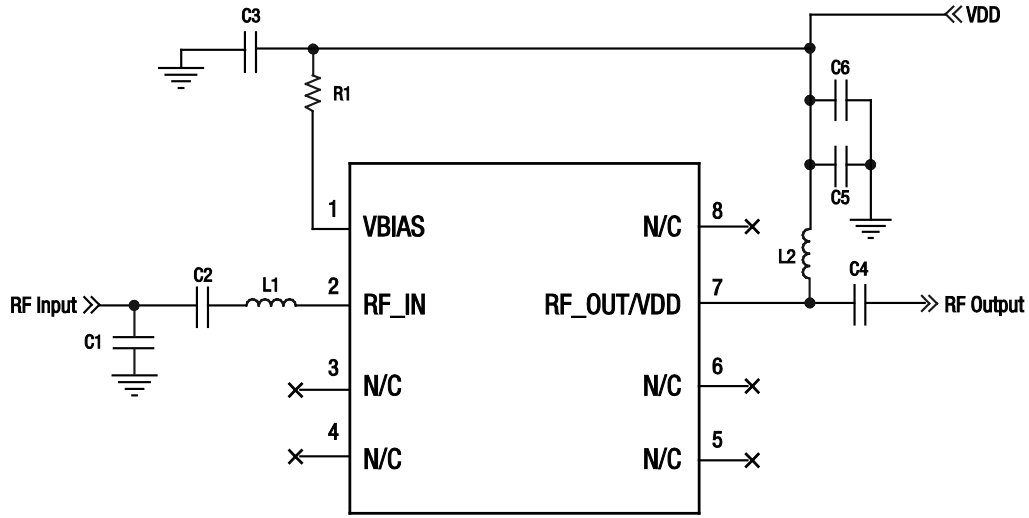 C3
VDD
C6
R1
C5
1
VBIAS
N/C
8
L2
C2
L1
2
C4
RF Input
RF_IN
RF_OUT/VDD
7
RF Output
C1
3
N/C
N/C
6
4
N/C
N/C
5